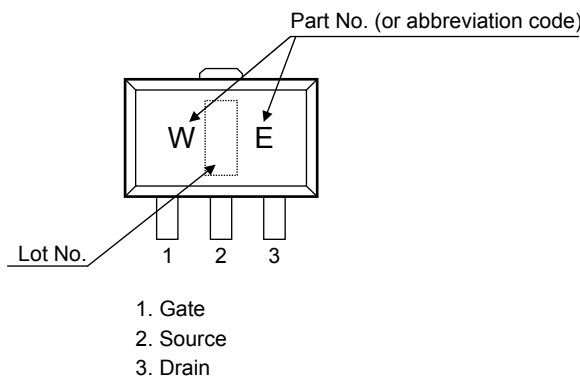 Part No. (or abbreviation code)
W E
Lot No.
1 2 3
1. Gate
2. Source
3. Drain